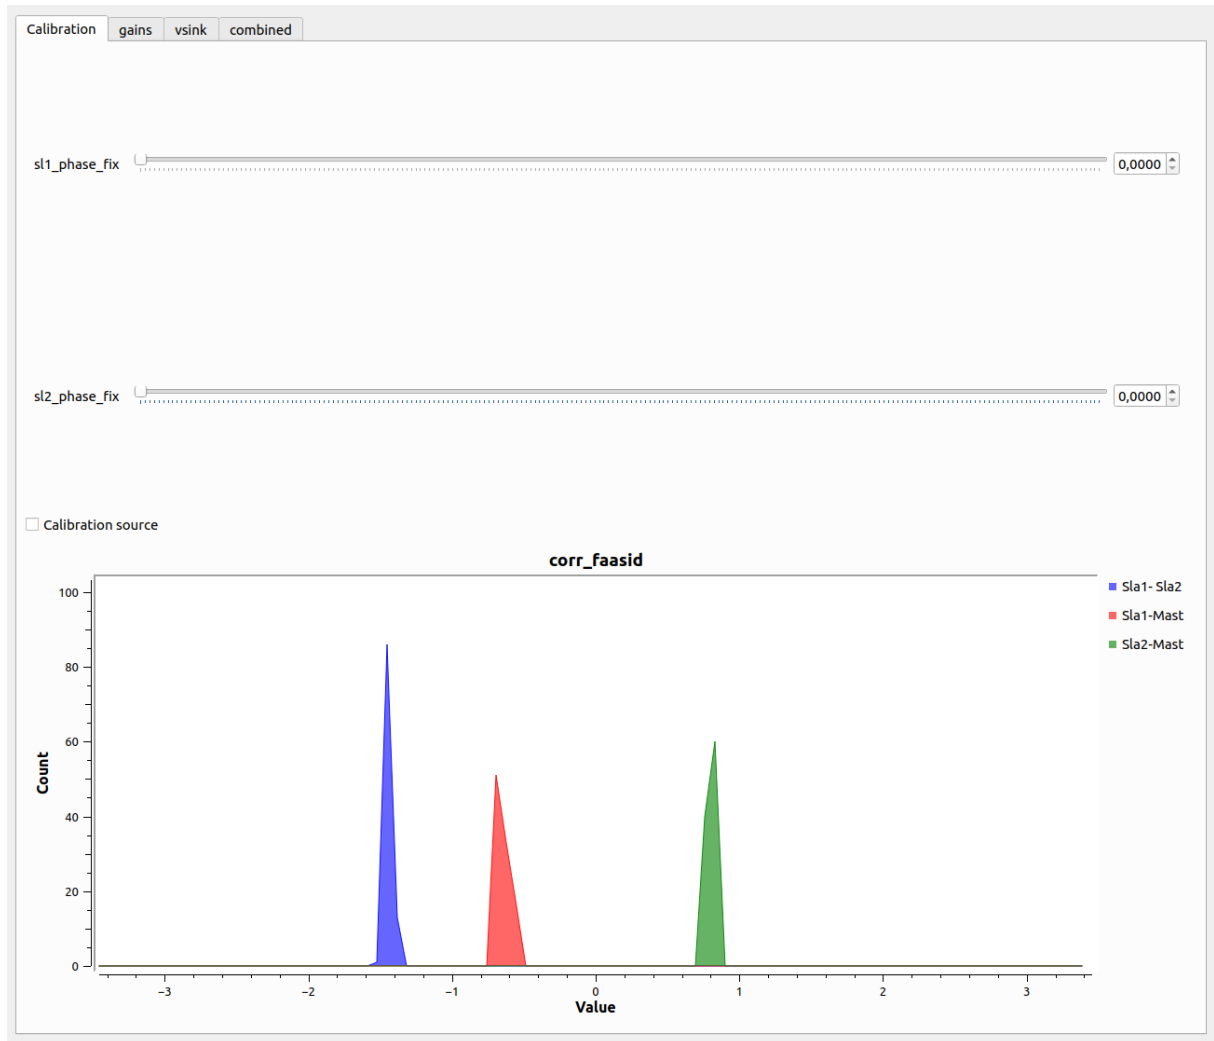 Calibration gains vsink combined
sl1_phase_fix 0,0000
sl2_phase_fix 0,0000
Calibration source
corr_faasid
100
80
60
40
20
0
Count
Sla1- Sla2
Sla1-Mast
Sla2-Mast
−3 −2 −1 0 1 2 3
Value